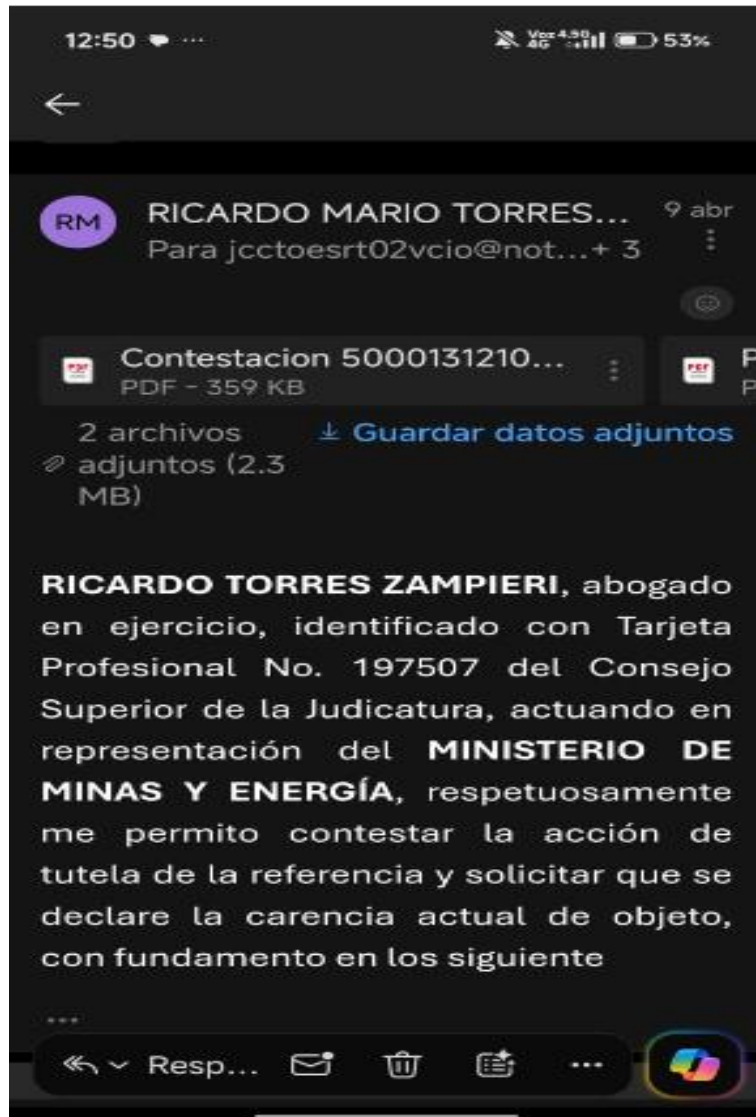 12:50
53%
RM
RICARDO MARIO TORRES...
9 abr
Para jcctoesrt02vcio@not...+ 3
PDF
Contestacion 5000131210...
PDF - 359 KB
PDF
2 archivos
adjuntos (2.3
MB)
Guardar datos adjuntos
RICARDO TORRES ZAMPIERI, abogado
en ejercicio, identificado con Tarjeta
Profesional No. 197507 del Consejo
Superior de la Judicatura, actuando en
representación del MINISTERIO DE
MINAS Y ENERGÍA, respetuosamente
me permito contestar la acción de
tutela de la referencia y solicitar que se
declare la carencia actual de objeto,
con fundamento en los siguiente
...
Resp...